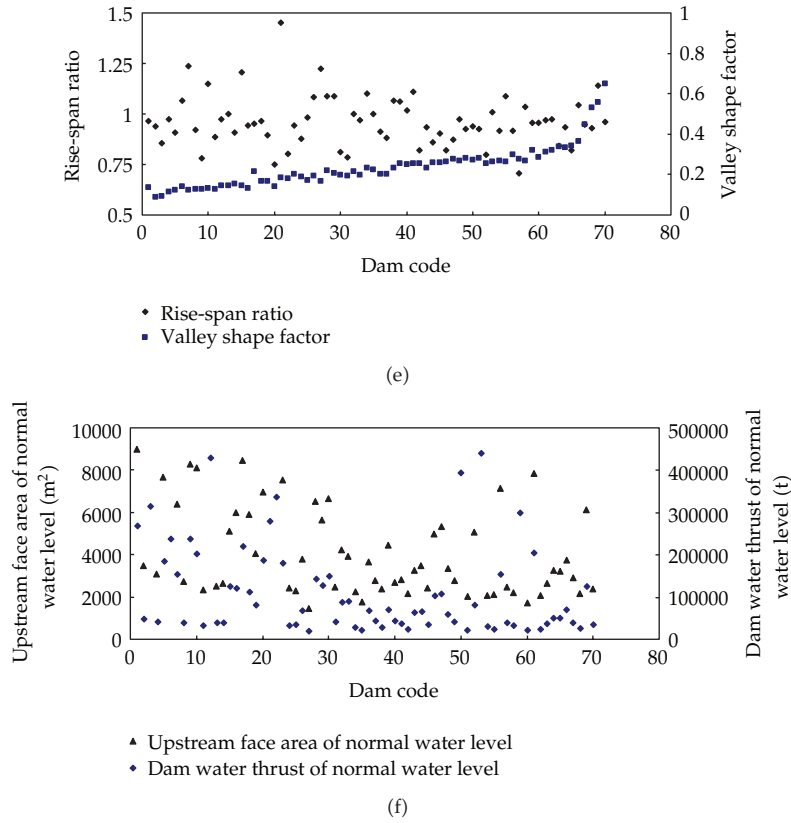 1.5
1.25
1
0.75
0.5
Rise-span ratio
1
0.8
0.6
0.4
0.2
0
Valley shape factor
0 10 20 30 40 50 60 70 80
Dam code
Rise-span ratio
Valley shape factor
(e)
10000
8000
6000
4000
2000
0
Upstream face area of normal
water level (m²)
500000
400000
300000
200000
100000
0
Dam water thrust of normal
water level (t)
0 10 20 30 40 50 60 70 80
Dam code
Upstream face area of normal water level
Dam water thrust of normal water level
(f)